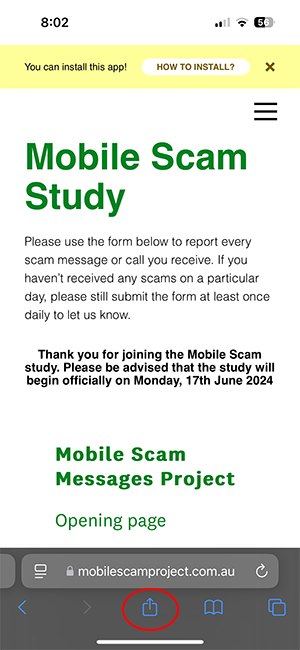 8:02
56
You can install this app!
HOW TO INSTALL?
Mobile Scam
Study
Please use the form below to report every
scam message or call you receive. If you
haven't received any scams on a particular
day, please still submit the form at least once
daily to let us know.
Thank you for joining the Mobile Scam
study. Please be advised that the study will
begin officially on Monday, 17th June 2024
Mobile Scam
Messages Project
Opening page
mobilescamproject.com.au